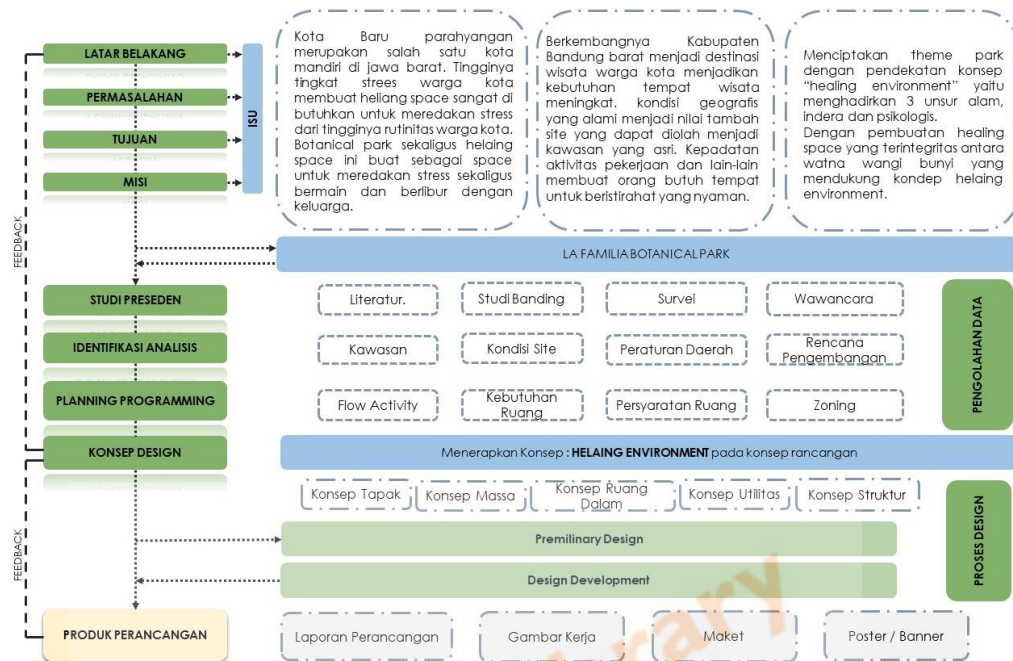 LATAR BELAKANG
PERMASALAHAN
TUJUAN
MISI
ISU
Kota Baru parahyangan
merupakan salah satu kota
mandiri di jawa barat. Tingginya
tingkat strees warga kota
membuat heliang space sangat di
butuhkan untuk meredakan stress
dari tingginya rutinitas warga kota.
Botanical park sekaligus helaing
space ini buat sebagai space
untuk meredakan stress sekaligus
bermain dan berlibur dengan
keluarga.
Berkembangnya Kabupaten
Bandung barat menjadi destinasi
wisata warga kota menjadikan
kebutuhan tempat wisata
meningkat. kondisi geografis
yang alami menjadi nilai tambah
site yang dapat diolah menjadi
kawasan yang asri. Kepadatan
aktivitas pekerjaan dan lain-lain
membuat orang butuh tempat
untuk beristirahat yang nyaman.
Menciptakan theme park
dengan pendekatan konsep
“healing environment” yaitu
menghadirkan 3 unsur alam,
indera dan psikologis.
Dengan pembuatan healing
space yang terintegritas antara
watna wangi bunyi yang
mendukung kondep helaing
environment.
FEEDBACK
LA FAMILIA BOTANICAL PARK
STUDI PRESEDEN
IDENTIFIKASI ANALISIS
PLANNING PROGRAMMING
KONSEP DESIGN
Literatur.
Studi Banding
Survei
Wawancara
Kawasan
Kondisi Site
Peraturan Daerah
Rencana
Pengembangan
Flow Activity
Kebutuhan
Ruang
Persyaratan Ruang
Zoning
PENGOLAHAN DATA
Menerapkan Konsep : HELAING ENVIRONMENT pada konsep rancangan
Konsep Tapak
Konsep Massa
Konsep Ruang
Dalam
Konsep Utilitas
Konsep Struktur
Premilinary Design
Design Development
PROSES DESIGN
FEEDBACK
PRODUK PERANCANGAN
Laporan Perancangan
Gambar Kerja
Maket
Poster / Banner